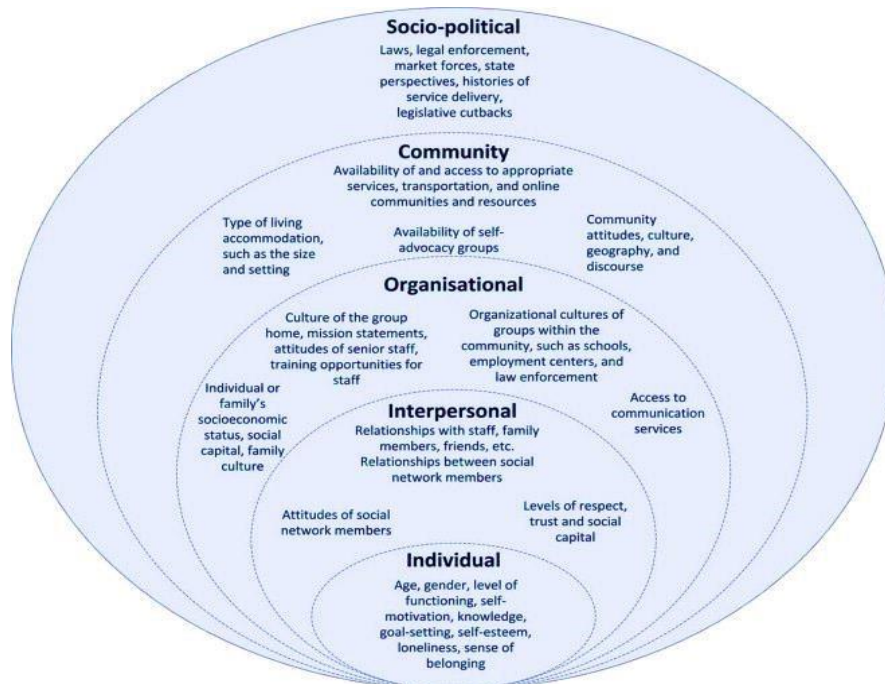 Socio-political
Laws, legal enforcement,
market forces, state
perspectives, histories of
service delivery,
legislative cutbacks
Community
Availability of and access to appropriate
services, transportation, and online
communities and resources
Type of living
accommodation,
such as the size
and setting
Availability of self-
advocacy groups
Community
attitudes, culture,
geography, and
discourse
Organisational
Culture of the group
home, mission statements,
attitudes of senior staff,
training opportunities for
staff
Organizational cultures of
groups within the
community, such as schools,
employment centers, and
law enforcement
Individual or
family's
socioeconomic
status, social
capital, family
culture
Access to
communication
services
Interpersonal
Relationships with staff, family
members, friends, etc.
Relationships between social
network members
Attitudes of social
network members
Levels of respect,
trust and social
capital
Individual
Age, gender, level of
functioning, self-
motivation, knowledge,
goal-setting, self-esteem,
loneliness, sense of
belonging